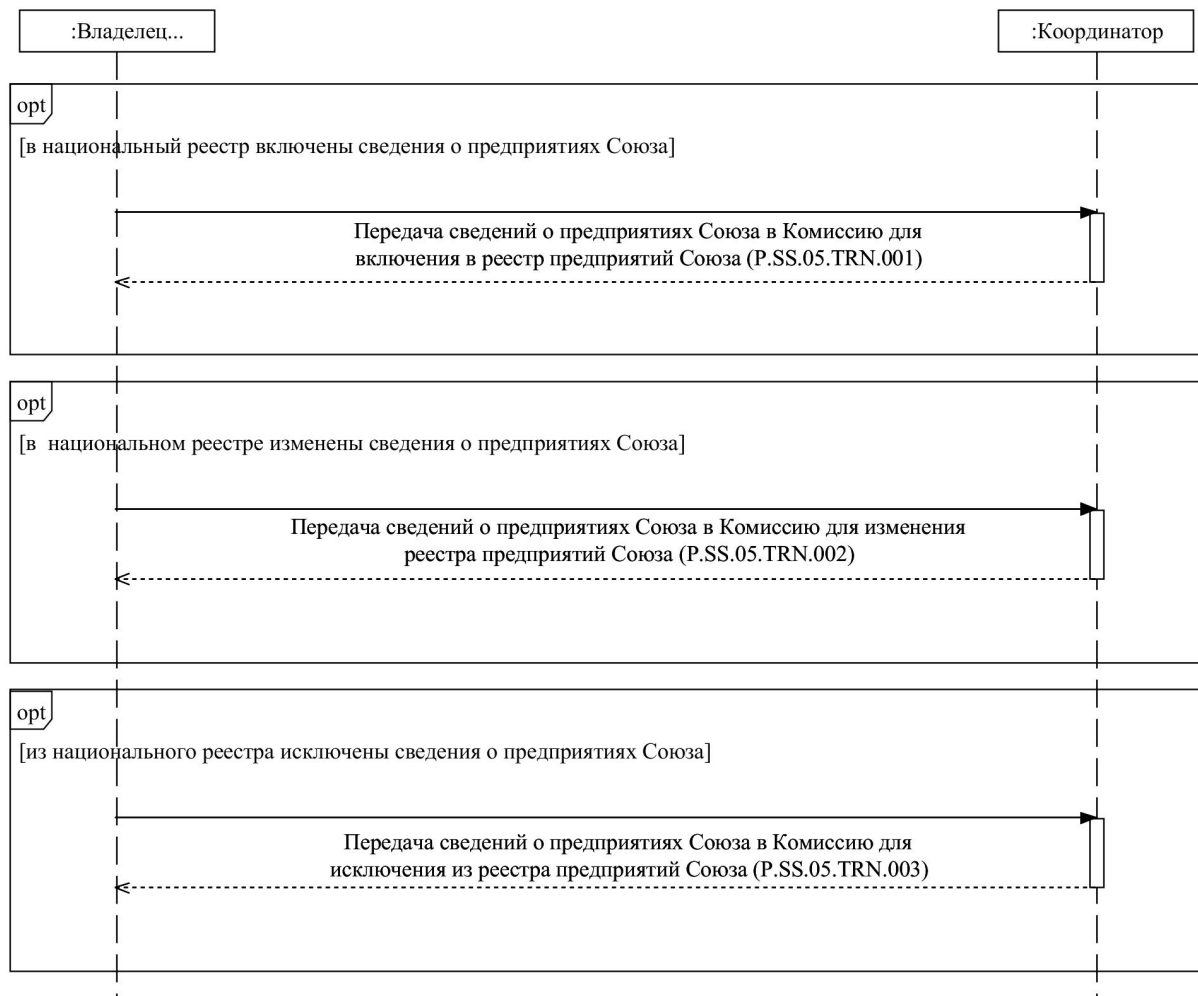 :Владелец...
:Координатор
opt
[в национальный реестр включены сведения о предприятиях Союза]
Передача сведений о предприятиях Союза в Комиссию для
включения в реестр предприятий Союза (P.SS.05.TRN.001)
opt
[в  национальном реестре изменены сведения о предприятиях Союза]
Передача сведений о предприятиях Союза в Комиссию для изменения
реестра предприятий Союза (P.SS.05.TRN.002)
opt
[из национального реестра исключены сведения о предприятиях Союза]
Передача сведений о предприятиях Союза в Комиссию для
исключения из реестра предприятий Союза (P.SS.05.TRN.003)